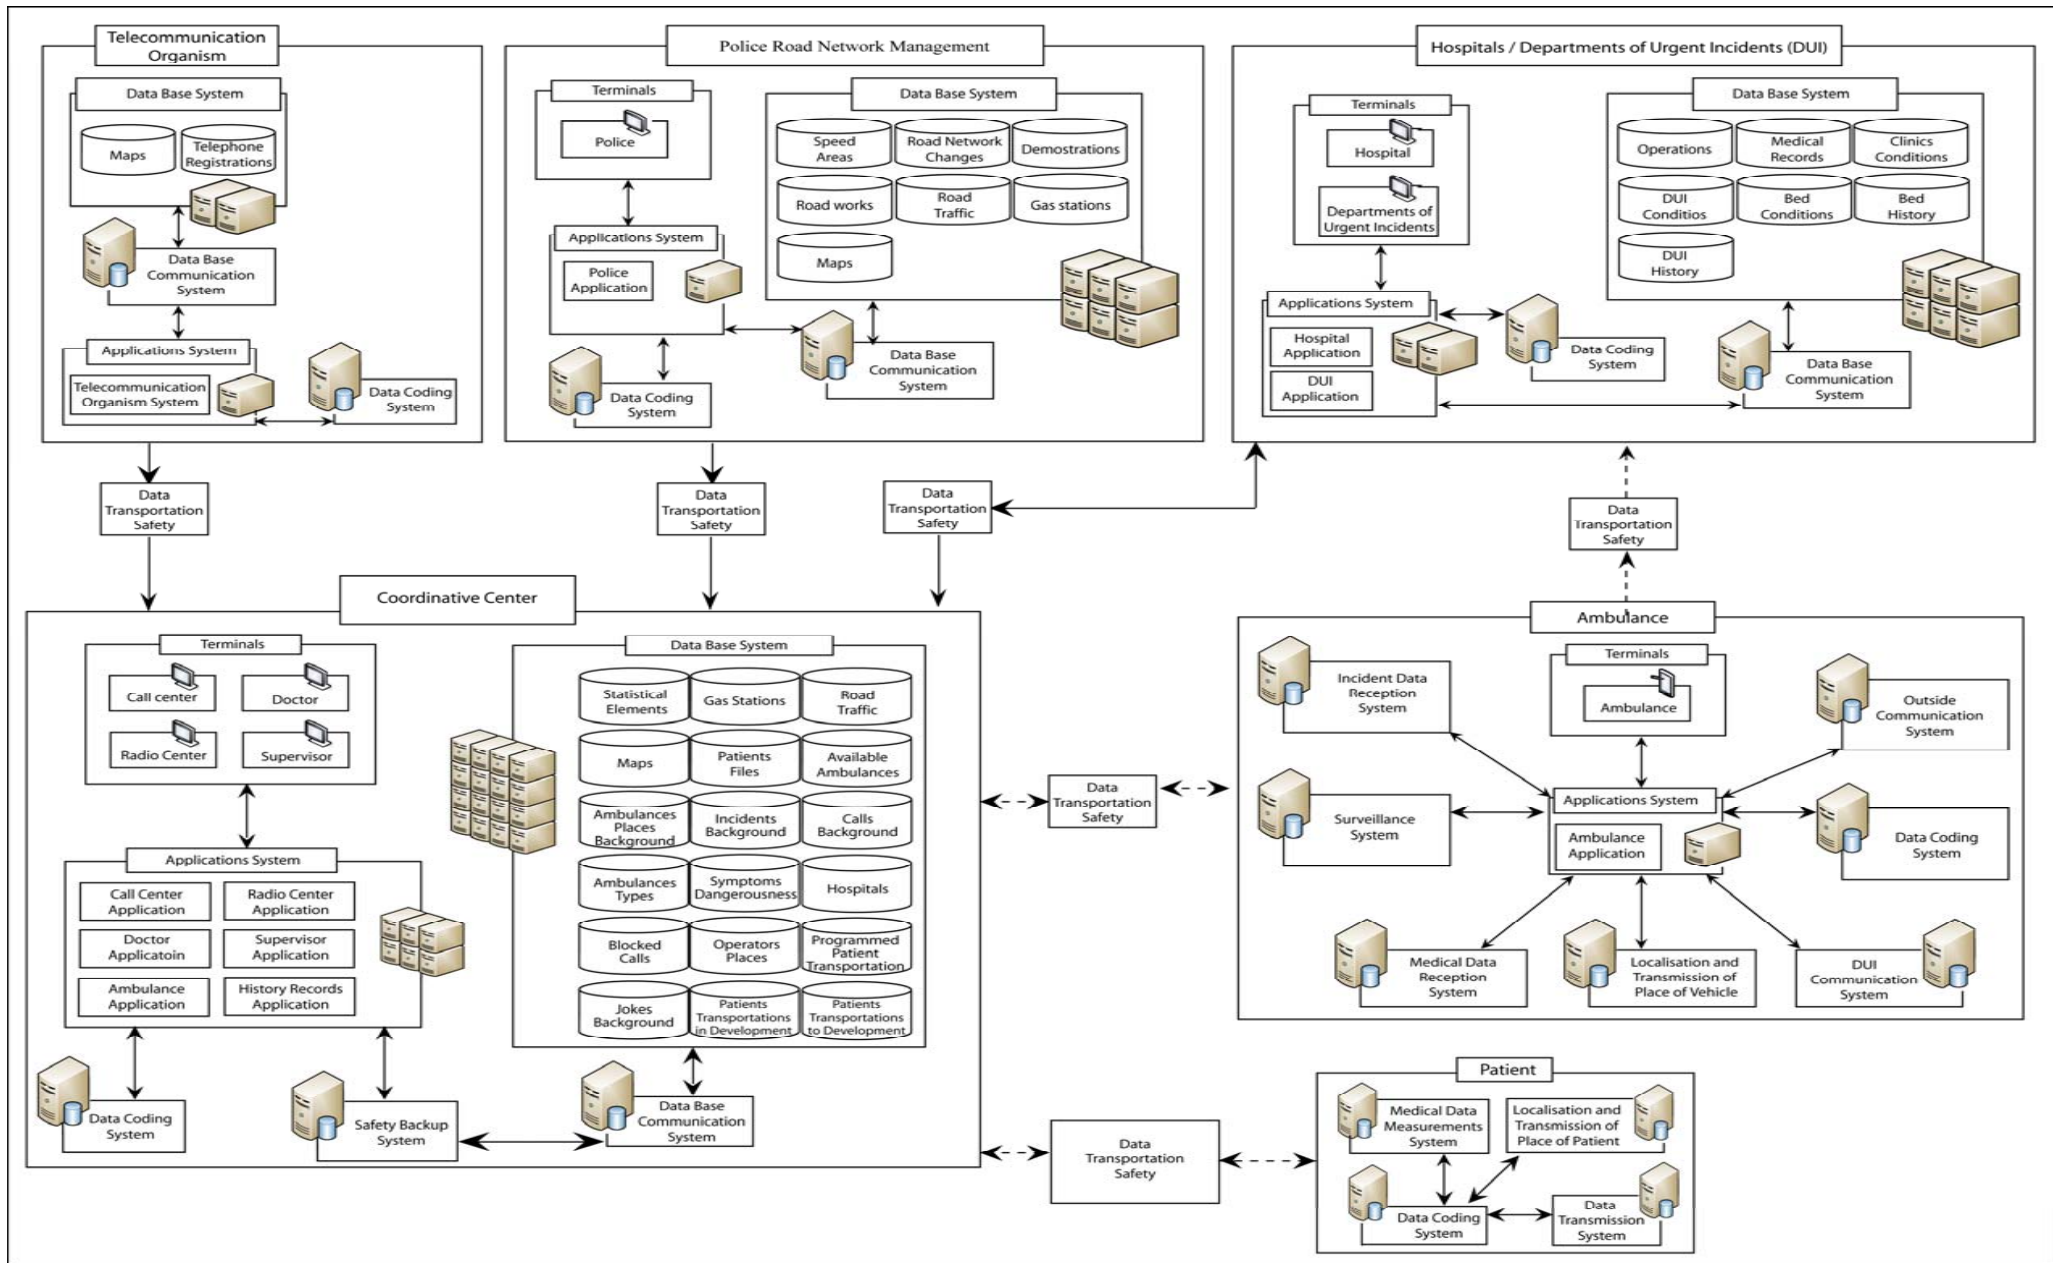 Telecommunication
Organism
Data Base System
Maps
Telephone
Registrations
Data Base
Communication
System
Applications System
Telecommunication
Organism System
Data Coding
System
Police Road Network Management
Terminals
Police
Applications System
Police
Application
Data Coding
System
Data Base System
Speed
Areas
Road Network
Changes
Demostrations
Road works
Road
Traffic
Gas stations
Maps
Data Base
Communication
System
Hospitals / Departments of Urgent Incidents (DUI)
Terminals
Hospital
Departments of
Urgent Incidents
Applications System
Hospital
Application
DUI
Application
Data Coding
System
Data Base System
Operations
Medical
Records
Clinics
Conditions
DUI
Conditios
Bed
Conditions
Bed
History
DUI
History
Data Base
Communication
System
Data
Transportation
Safety
Data
Transportation
Safety
Data
Transportation
Safety
Data
Transportation
Safety
Coordinative Center
Terminals
Call center
Doctor
Radio Center
Supervisor
Applications System
Call Center
Application
Radio Center
Application
Doctor
Applicatoin
Supervisor
Application
Ambulance
Application
History Records
Application
Data Coding
System
Safety Backup
System
Data Base System
Statistical
Elements
Gas Stations
Road
Traffic
Maps
Patients
Files
Available
Ambulances
Ambulances
Places
Background
Incidents
Background
Calls
Background
Ambulances
Types
Symptoms
Dangerousness
Hospitals
Blocked
Calls
Operators
Places
Programmed
Patient
Transportation
Jokes
Background
Patients
Transportations
in Development
Patients
Transportations
to Development
Data Base
Communication
System
Data
Transportation
Safety
Data
Transportation
Safety
Ambulance
Terminals
Ambulance
Incident Data
Reception
System
Outside
Communication
System
Surveillance
System
Applications System
Ambulance
Application
Data Coding
System
Medical Data
Reception
System
Localisation and
Transmission of
Place of Vehicle
DUI
Communication
System
Patient
Medical Data
Measurements
System
Localisation and
Transmission of
Place of Patient
Data Coding
System
Data
Transmission
System